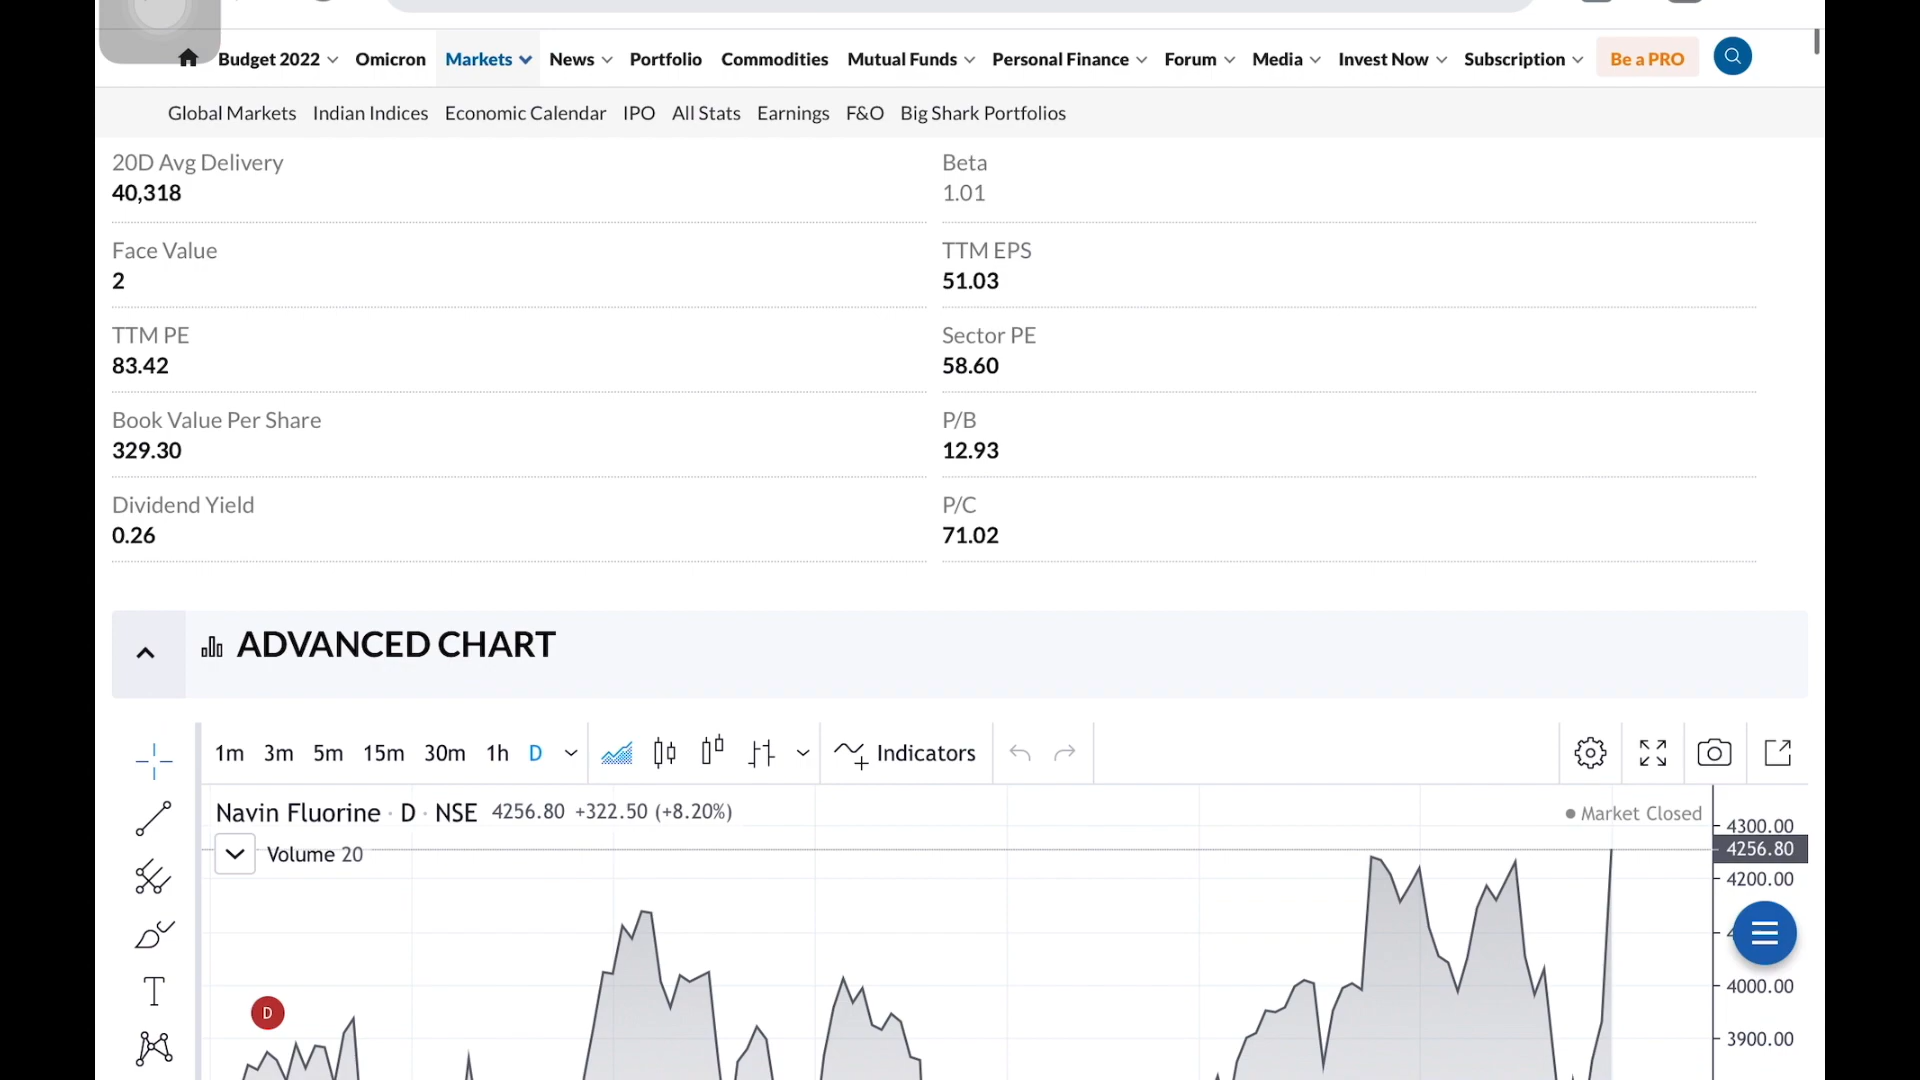 Budget 2022 Omicron Markets News Portfolio Commodities Mutual Funds Personal Finance Forum Media Invest Now Subscription Be a PRO
Global Markets Indian Indices Economic Calendar IPO All Stats Earnings F&O Big Shark Portfolios
20D Avg Delivery
40,318
Beta
1.01
Face Value
2
TTM EPS
51.03
TTM PE
83.42
Sector PE
58.60
Book Value Per Share
329.30
P/B
12.93
Dividend Yield
0.26
P/C
71.02
ADVANCED CHART
1m 3m 5m 15m 30m 1h D Indicators
Navin Fluorine · D · NSE 4256.80 +322.50 (+8.20%)
Market Closed
Volume 20
4300.00
4256.80
4200.00
4000.00
3900.00
D
T